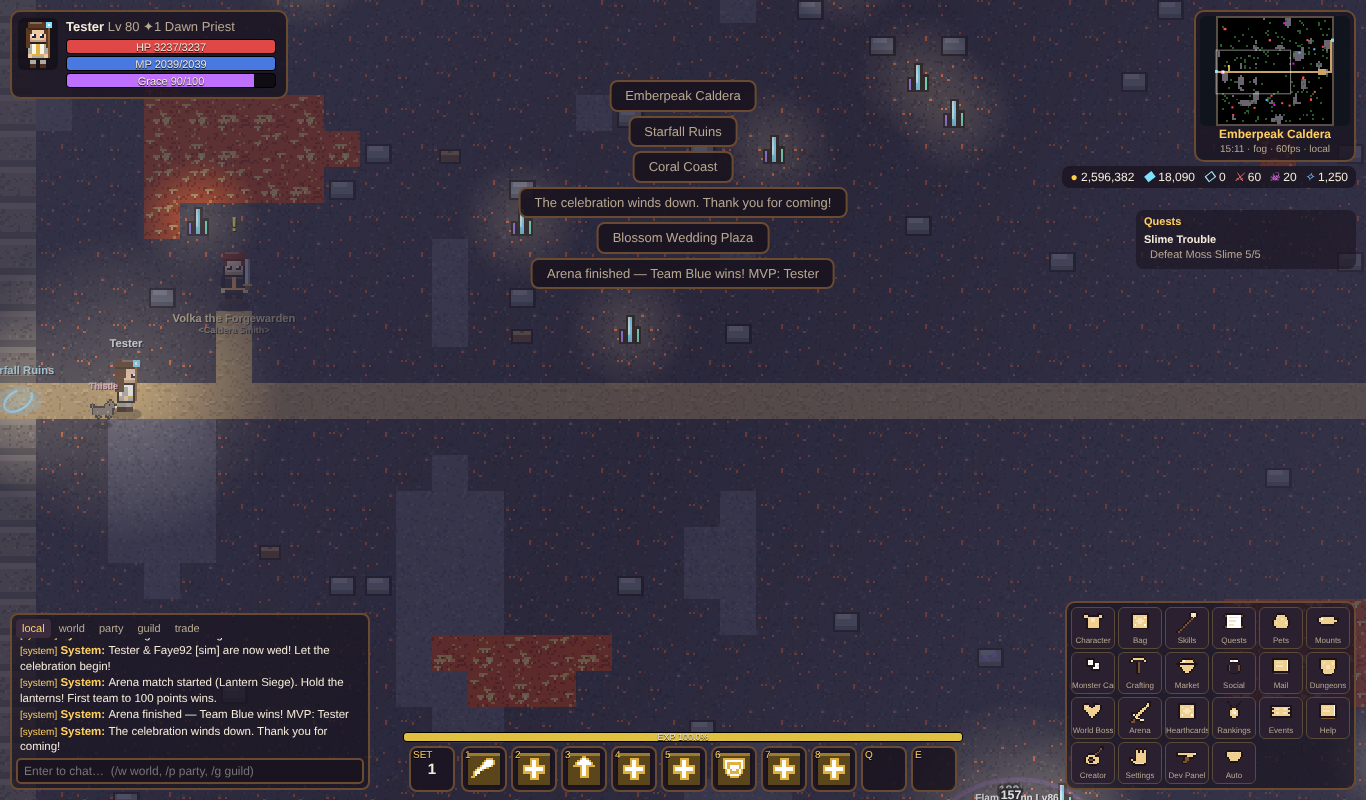 Tester Lv 80 ✦1 Dawn Priest
HP 3237/3237
MP 2039/2039
Grace 90/100
Emberpeak Caldera
Starfall Ruins
Coral Coast
The celebration winds down. Thank you for coming!
Blossom Wedding Plaza
Arena finished — Team Blue wins! MVP: Tester
Emberpeak Caldera
15:11 · fog · 60fps · local
2,596,382 18,090 0 60 20 1,250
Quests
Slime Trouble
Defeat Moss Slime 5/5
!
Volka the Forgewarden
<Caldera Smith>
Tester
rfall Ruins
Thistle
local world party guild trade
[system] System: Tester & Faye92 [sim] are now wed! Let the
celebration begin!
[system] System: Arena match started (Lantern Siege). Hold the
lanterns! First team to 100 points wins.
[system] System: Arena finished — Team Blue wins! MVP: Tester
[system] System: The celebration winds down. Thank you for
coming!
Enter to chat… (/w world, /p party, /g guild)
EXP 100.0%
SET 1 1 2 3 4 5 6 7 8 Q E
157
Character Bag Skills Quests Pets Mounts
Monster Ca Crafting Market Social Mail Dungeons
World Boss Arena Hearthcards Rankings Events Help
Creator Settings Dev Panel Auto